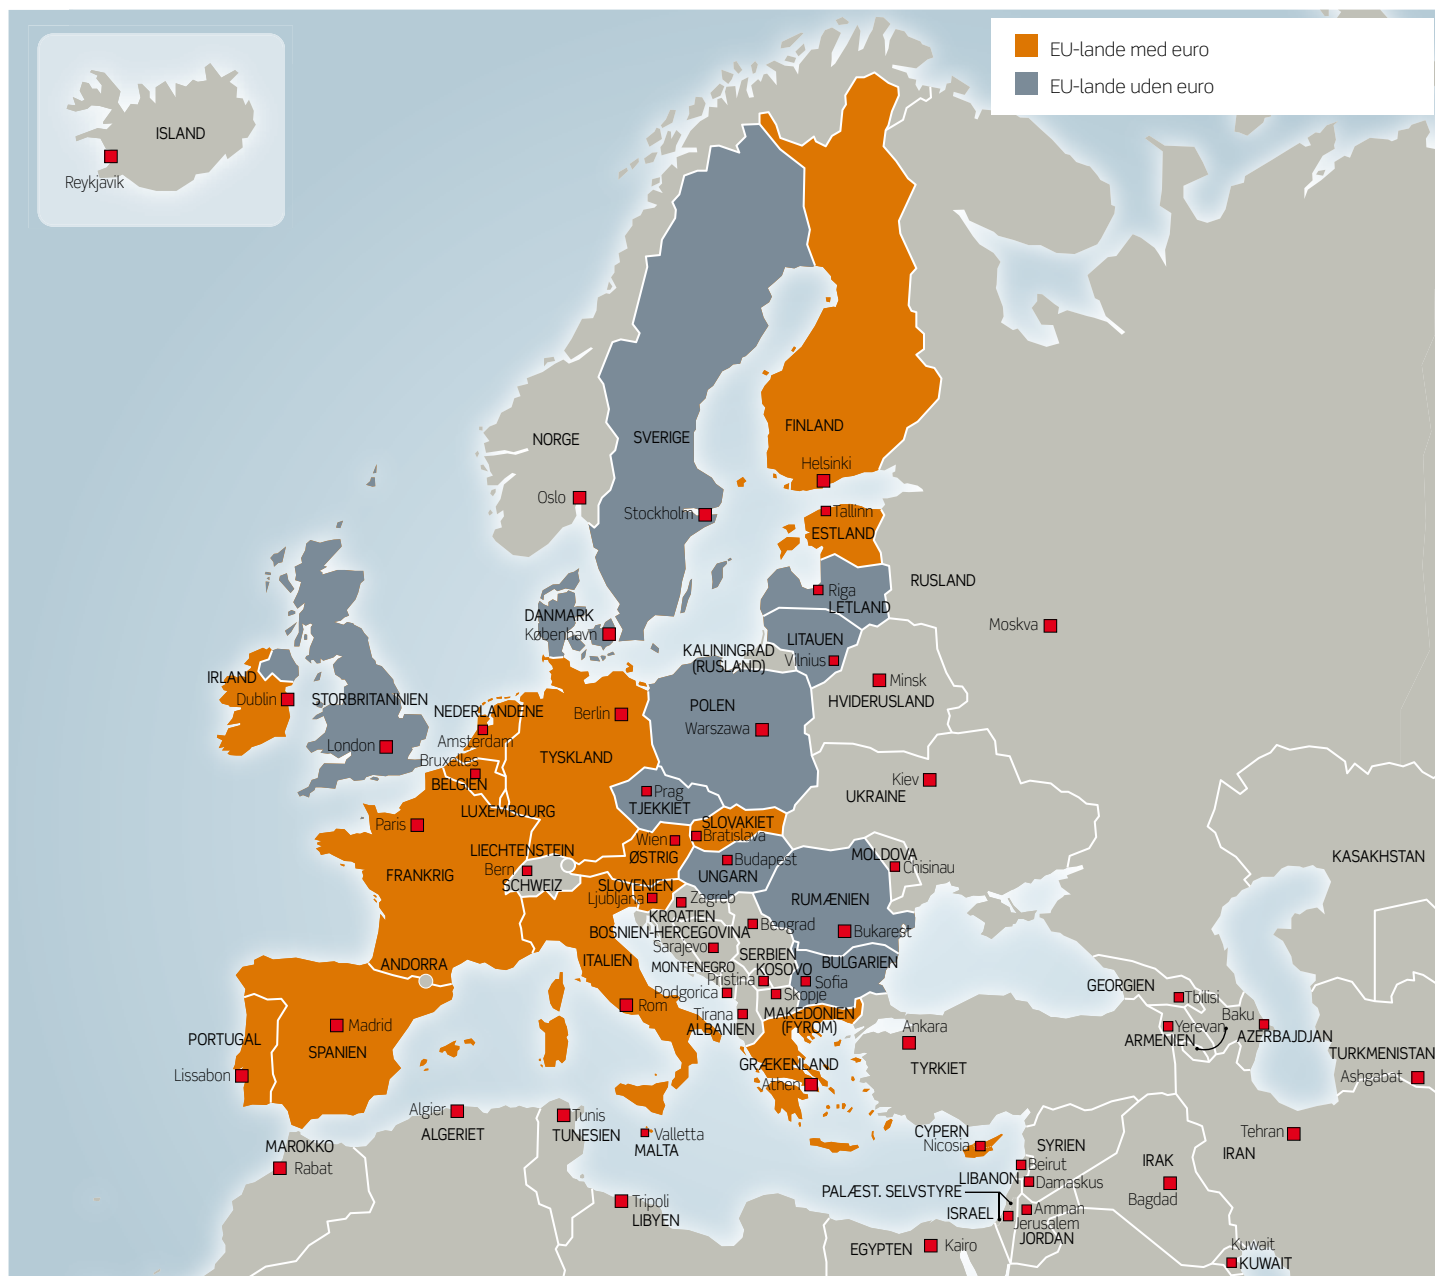 EU-lande med euro
EU-lande uden euro
ISLAND
Reykjavik
NORGE
SVERIGE
FINLAND
Helsinki
Oslo
Stockholm
Tallinn
ESTLAND
RUSLAND
Riga
LETLAND
DANMARK
København
LITAUEN
Vilnius
Moskva
KALININGRAD
(RUSLAND)
Minsk
HVIDERUSLAND
IRLAND
Dublin
STORBRITANNIEN
London
NEDERLANDENE
Amsterdam
Bruxelles
BELGIEN
LUXEMBOURG
Berlin
TYSKLAND
POLEN
Warszawa
Prag
TJEKKIET
Kiev
UKRAINE
SLOVAKIET
Bratislava
Paris
FRANKRIG
LIECHTENSTEIN
Bern
SCHWEIZ
Wien
ØSTRIG
Budapest
UNGARN
MOLDOVA
Chisinau
KASAKHSTAN
SLOVENIEN
Ljubljana
Zagreb
KROATIEN
RUMÆNIEN
Bukarest
BOSNIEN-HERCEGOVINA
Beograd
Sarajevo
SERBIEN
ITALIEN
MONTENEGRO
KOSOVO
Pristina
BULGARIEN
Sofia
Podgorica
Skopje
Rom
Tirana
ALBANIEN
MAKEDONIEN
(FYROM)
ANDORRA
Madrid
SPANIEN
PORTUGAL
Lissabon
GRÆKENLAND
Athen
Ankara
TYRKIET
GEORGIEN
Tbilisi
Baku
Yerevan
ARMENIEN
AZERBAJDJAN
TURKMENISTAN
Ashgabat
Algier
ALGERIET
Tunis
TUNESIEN
Valletta
MALTA
MAROKKO
Rabat
Tripoli
LIBYEN
CYPERN
Nicosia
SYRIEN
Beirut
LIBANON
Damaskus
PALÆST. SELVSTYRE
ISRAEL
Amman
Jerusalem
JORDAN
EGYPTEN
Kairo
IRAK
Bagdad
Tehran
IRAN
Kuwait
KUWAIT